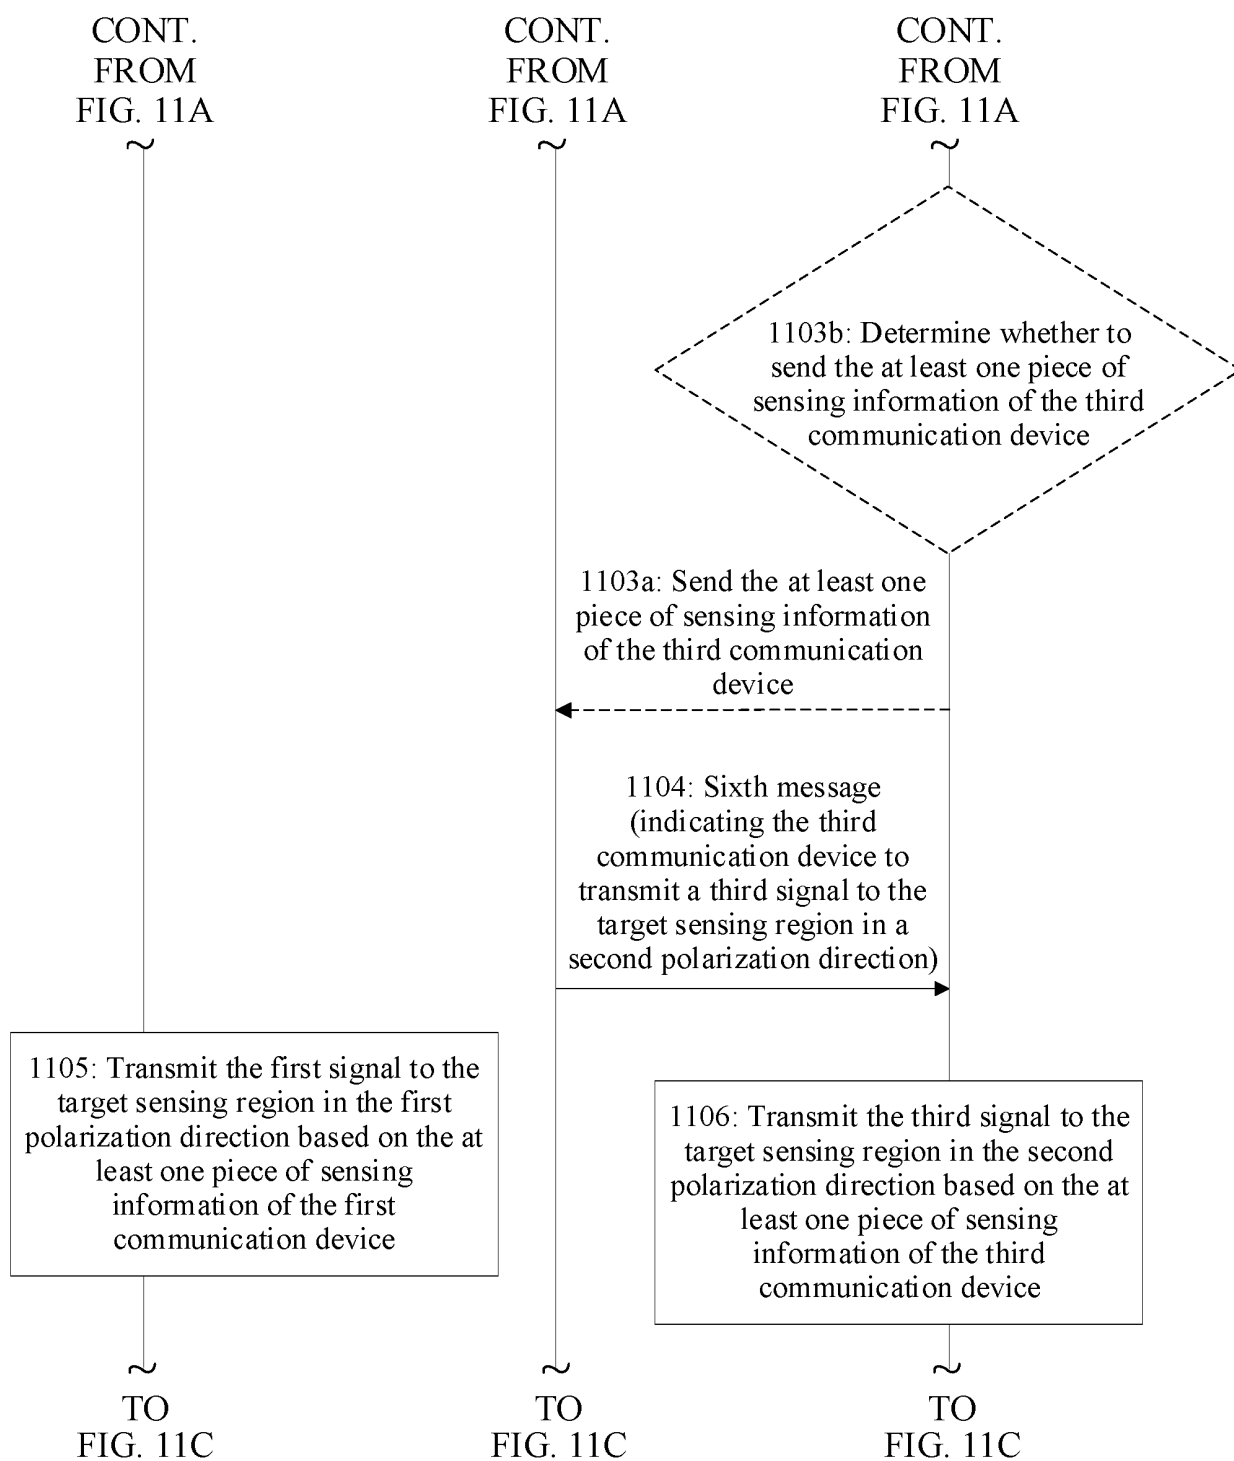 CONT.
FROM
FIG. 11A
CONT.
FROM
FIG. 11A
CONT.
FROM
FIG. 11A
1103b: Determine whether to
send the at least one piece of
sensing information of the third
communication device
1103a: Send the at least one
piece of sensing information
of the third communication
device
1104: Sixth message
(indicating the third
communication device to
transmit a third signal to the
target sensing region in a
second polarization direction)
1105: Transmit the first signal to the
target sensing region in the first
polarization direction based on the at
least one piece of sensing
information of the first
communication device
1106: Transmit the third signal to the
target sensing region in the second
polarization direction based on the at
least one piece of sensing
information of the third
communication device
TO
FIG. 11C
TO
FIG. 11C
TO
FIG. 11C